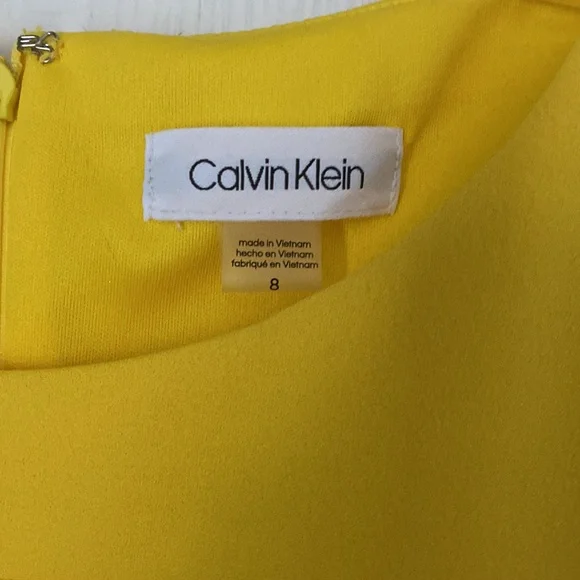 Calvin Klein
made in Vietnam
hecho en Vietnam
fabriqué en Vietnam
8